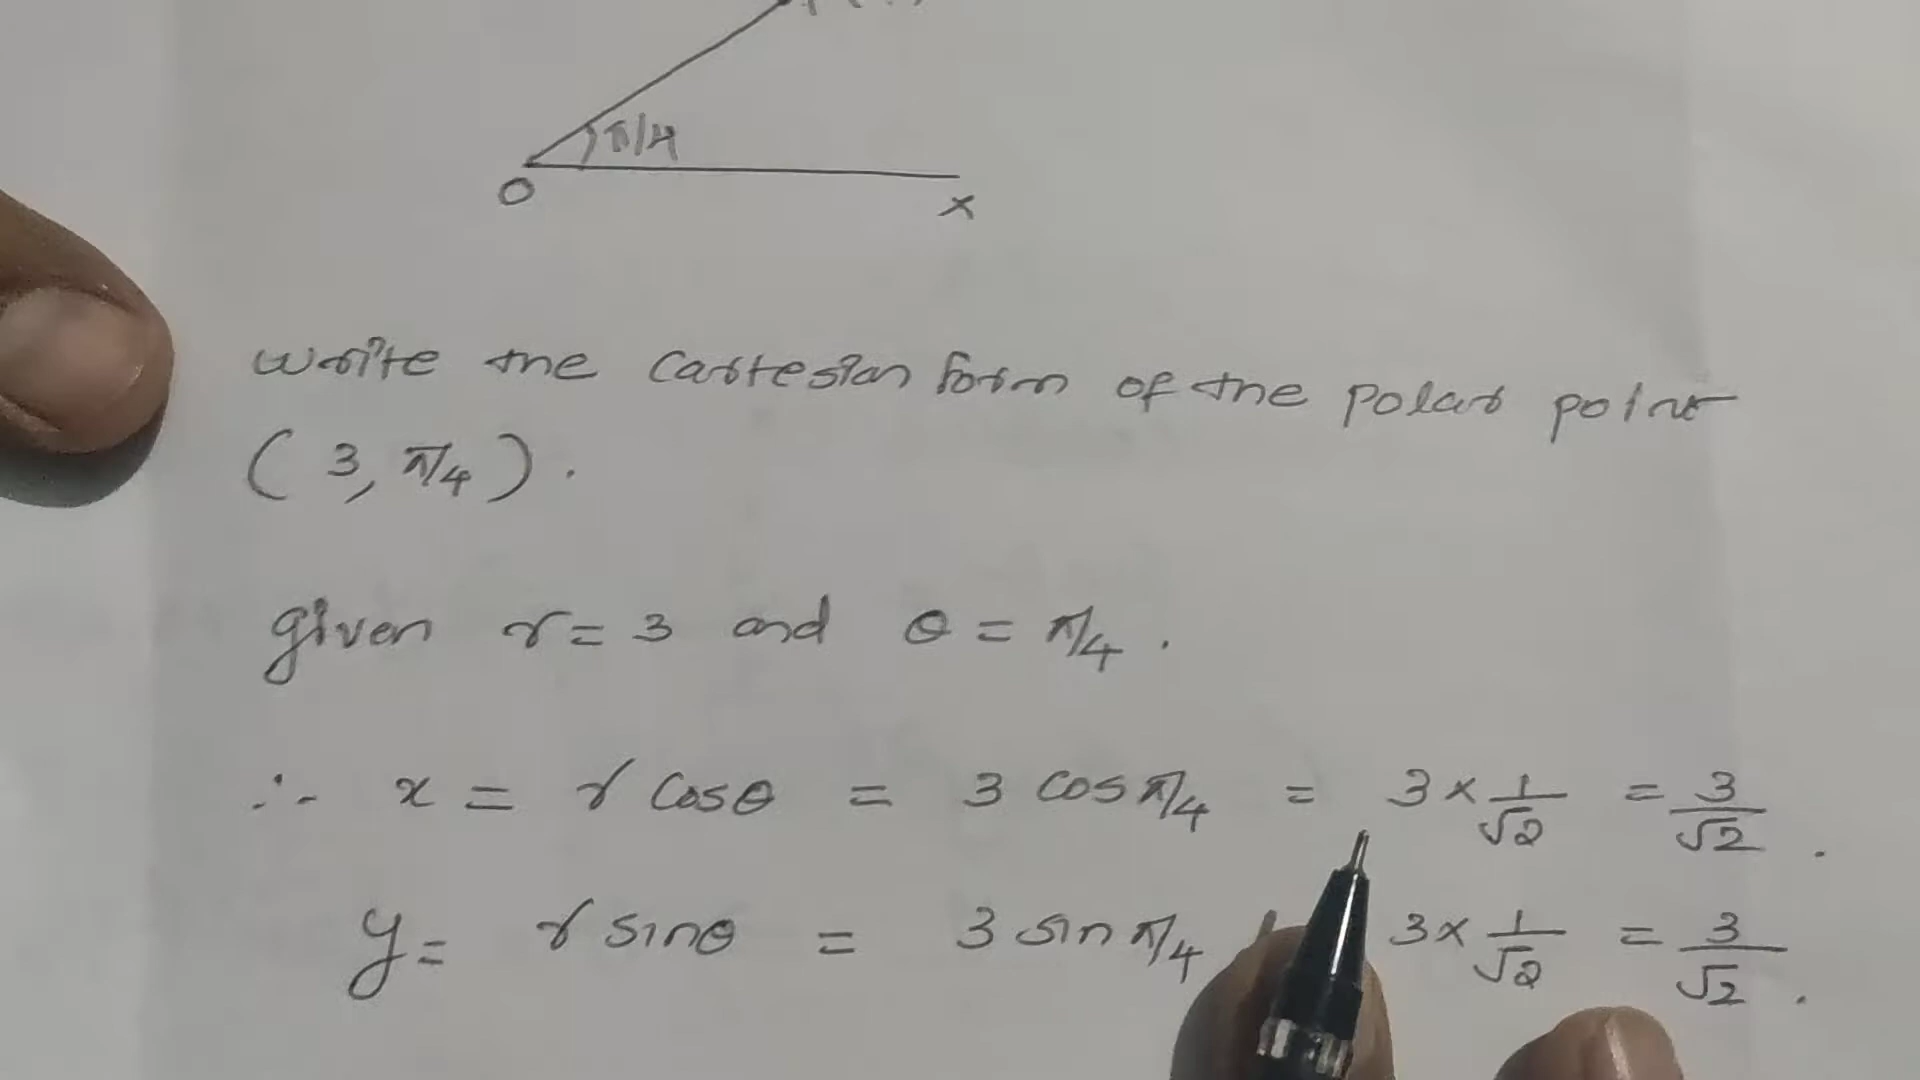 π/4
O x
write the Cartesian form of the polar point
( 3, π/4 ) .
given r = 3 and θ = π/4 .
∴ x = r cosθ = 3 cos π/4 = 3 × 1/√2 = 3/√2 .
y = r sinθ = 3 sin π/4 3 × 1/√2 = 3/√2 .